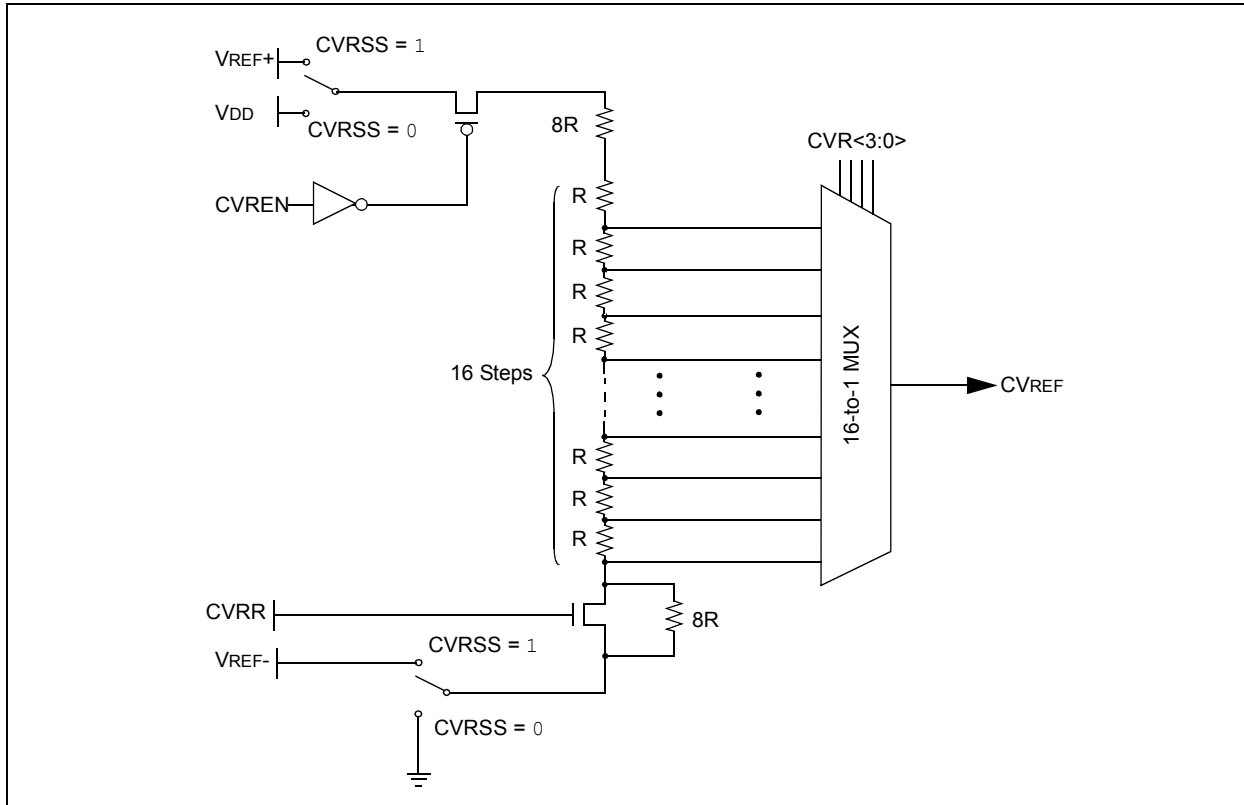 CVRSS = 1
VREF+
VDD
CVRSS = 0
8R
CVR<3:0>
CVREN
R
R
R
R
16 Steps
16-to-1 MUX
CVREF
R
R
R
CVRR
8R
CVRSS = 1
VREF-
CVRSS = 0